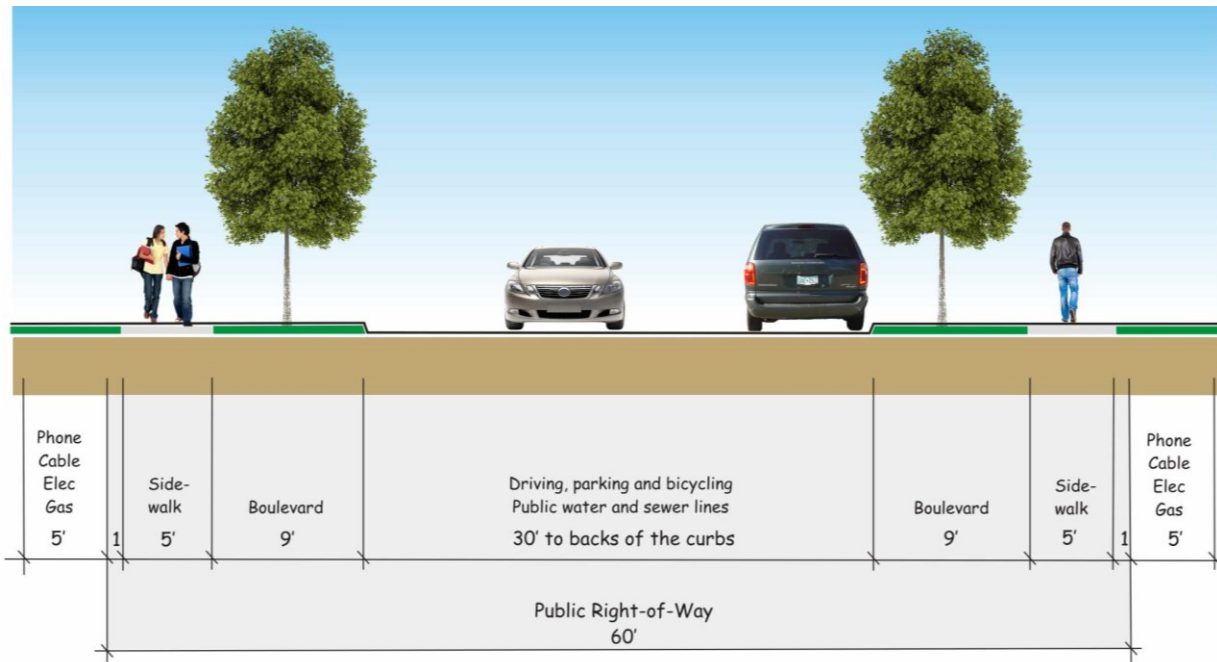 Phone
Cable
Elec
Gas
5'
1
Side-
walk
5'
Boulevard
9'
Driving, parking and bicycling
Public water and sewer lines
30' to backs of the curbs
Boulevard
9'
Side-
walk
5'
1
Phone
Cable
Elec
Gas
5'
Public Right-of-Way
60'